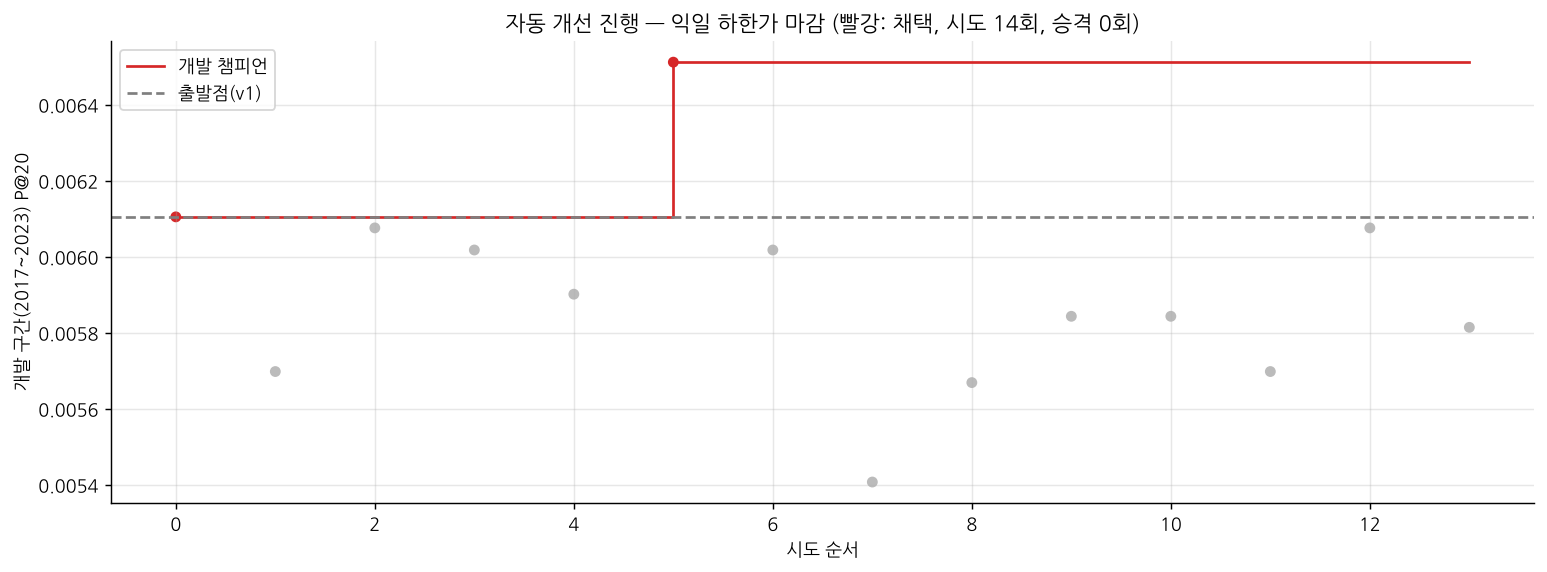 자동 개선 진행 — 익일 하한가 마감 (빨강: 채택, 시도 14회, 승격 0회)
개발 챔피언
출발점(v1)
개발 구간(2017~2023) P@20
0.0064
0.0062
0.0060
0.0058
0.0056
0.0054
0 2 4 6 8 10 12
시도 순서